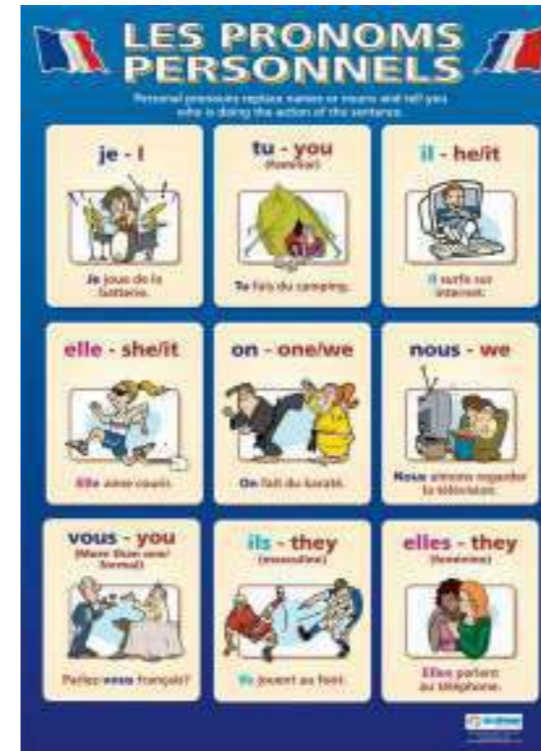 LES PRONOMS
PERSONNELS
Personal pronouns replace names or nouns and tell you
who is doing the action of the sentence.
je - I
Je joue de la
batterie.
tu - you
(familiar)
Tu fais du camping.
il - he/it
Il surfe sur
internet.
elle - she/it
Elle aime courir.
on - one/we
On fait du karaté.
nous - we
Nous aimons regarder
la télévision.
vous - you
(More than one/
formal)
Parlez-vous français?
ils - they
(masculine)
Ils jouent au foot.
elles - they
(feminine)
Elles parlent
au téléphone.